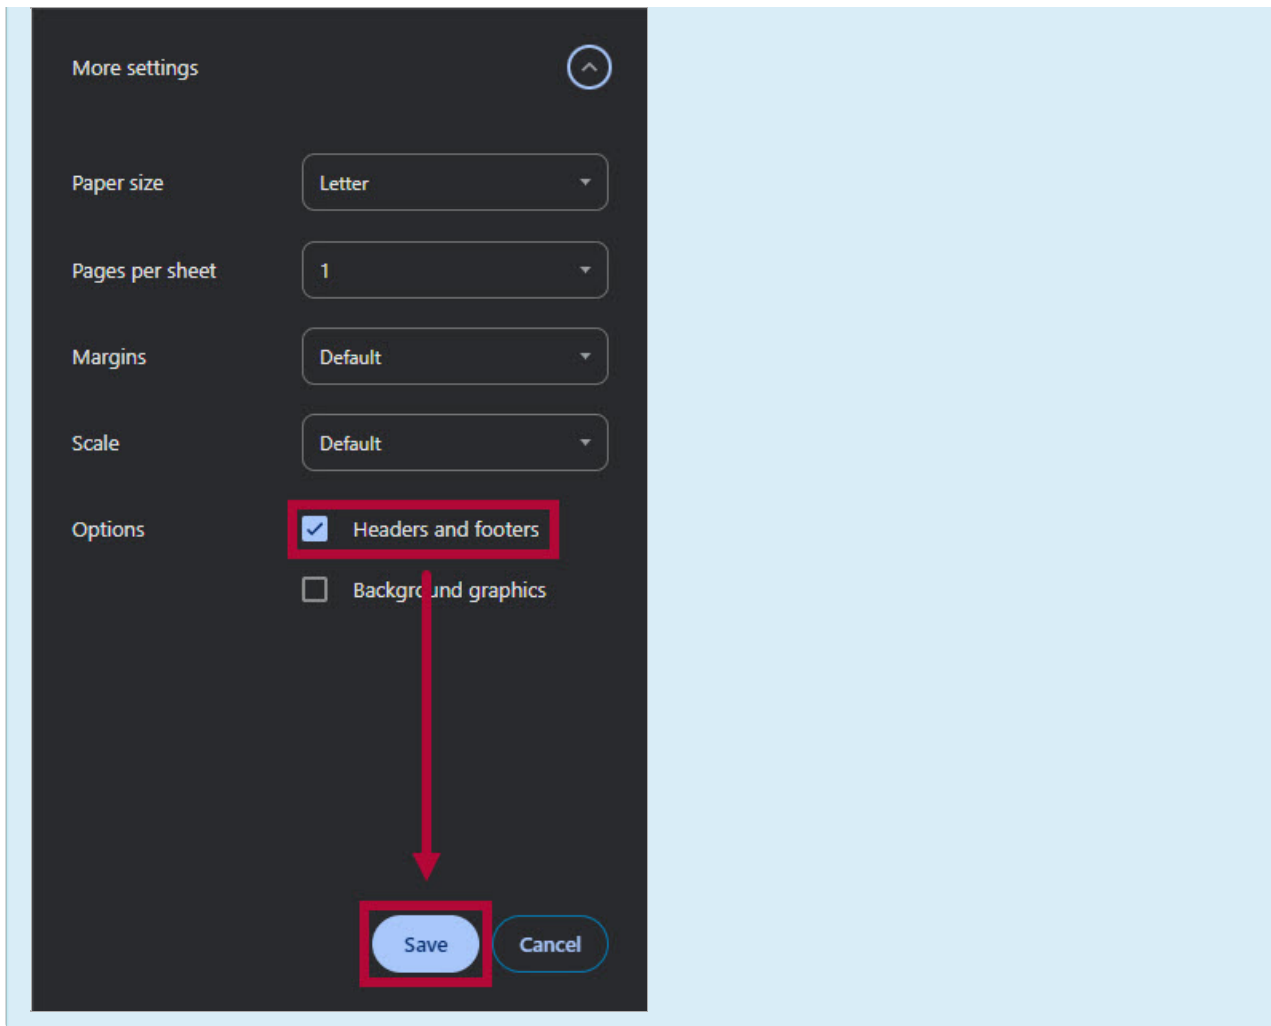 More settings
Paper size Letter
Pages per sheet 1
Margins Default
Scale Default
Options Headers and footers
Background graphics
Save Cancel